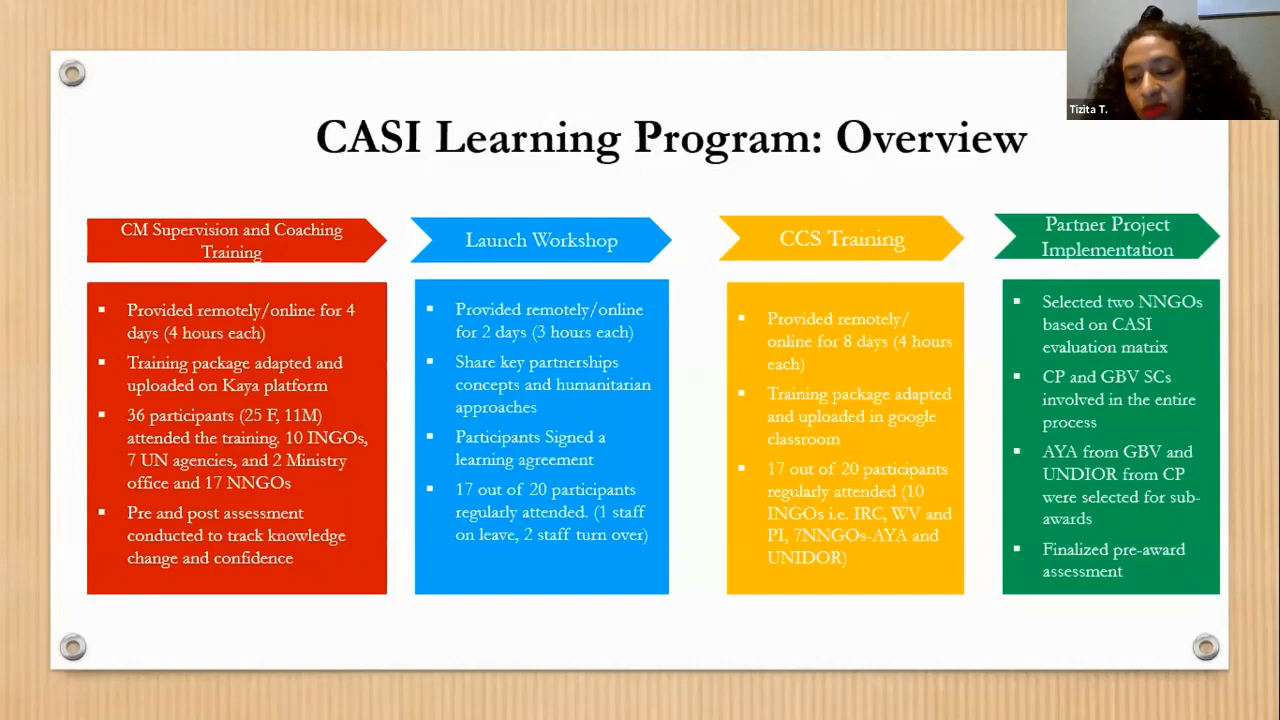 Tizita T.
CASI Learning Program: Overview
CM Supervision and Coaching
Training
Provided remotely/online for 4
days (4 hours each)
Training package adapted and
uploaded on Kaya platform
36 participants (25 F, 11M)
attended the training. 10 INGOs,
7 UN agencies, and 2 Ministry
office and 17 NNGOs
Pre and post assessment
conducted to track knowledge
change and confidence
Launch Workshop
Provided remotely/online
for 2 days (3 hours each)
Share key partnerships
concepts and humanitarian
approaches
Participants Signed a
learning agreement
17 out of 20 participants
regularly attended. (1 staff
on leave, 2 staff turn over)
CCS Training
Provided remotely/
online for 8 days (4 hours
each)
Training package adapted
and uploaded in google
classroom
17 out of 20 participants
regularly attended (10
INGOs i.e. IRC, WV and
PI, 7NNGOs-AYA and
UNIDOR)
Partner Project
Implementation
Selected two NNGOs
based on CASI
evaluation matrix
CP and GBV SCs
involved in the entire
process
AYA from GBV and
UNDIOR from CP
were selected for sub-
awards
Finalized pre-award
assessment